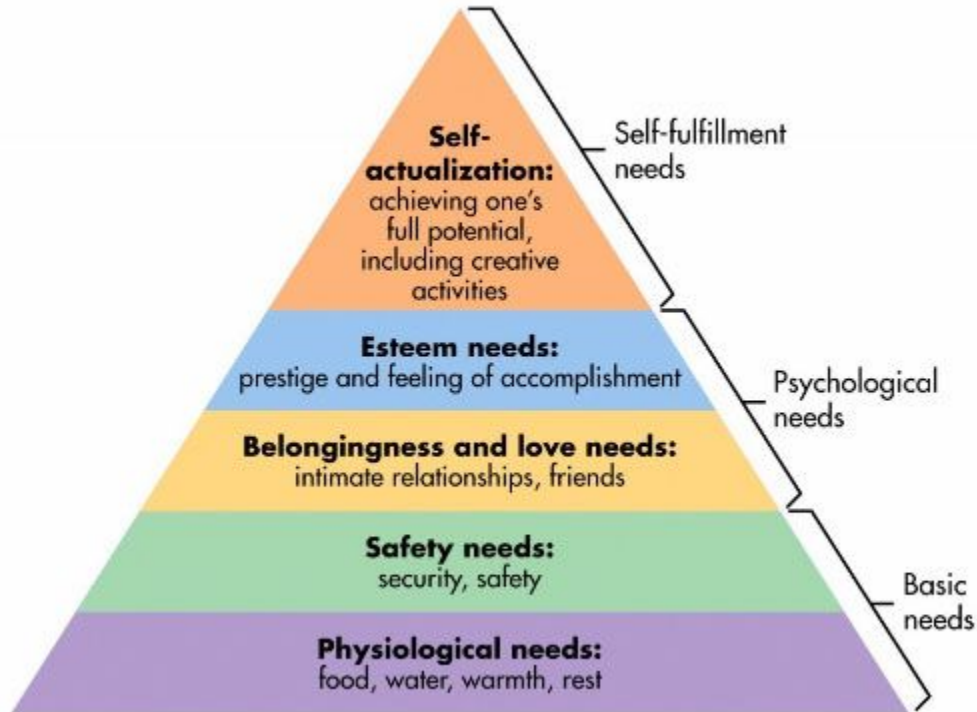 Self-
actualization:
achieving one's
full potential,
including creative
activities
Self-fulfillment
needs
Esteem needs:
prestige and feeling of accomplishment
Psychological
needs
Belongingness and love needs:
intimate relationships, friends
Safety needs:
security, safety
Basic
needs
Physiological needs:
food, water, warmth, rest